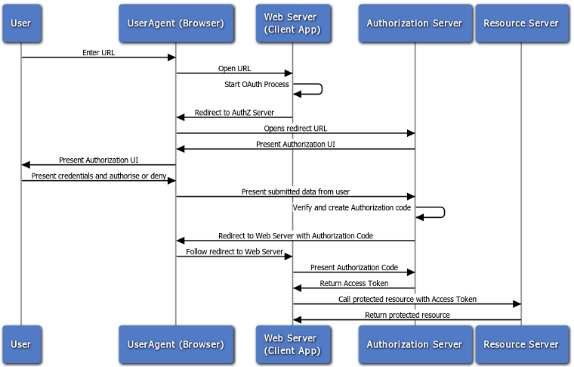 User
UserAgent (Browser)
Web Server
(Client App)
Authorization Server
Resource Server
Enter URL
Open URL
Start OAuth Process
Redirect to AuthZ Server
Opens redirect URL
Present Authorization UI
Present Authorization UI
Present credentials and authorise or deny
Present submitted data from user
Verify and create Authorization code
Redirect to Web Server with Authorization Code
Follow redirect to Web Server
Present Authorization Code
Return Access Token
Call protected resource with Access Token
Return protected resource
User
UserAgent (Browser)
Web Server
(Client App)
Authorization Server
Resource Server